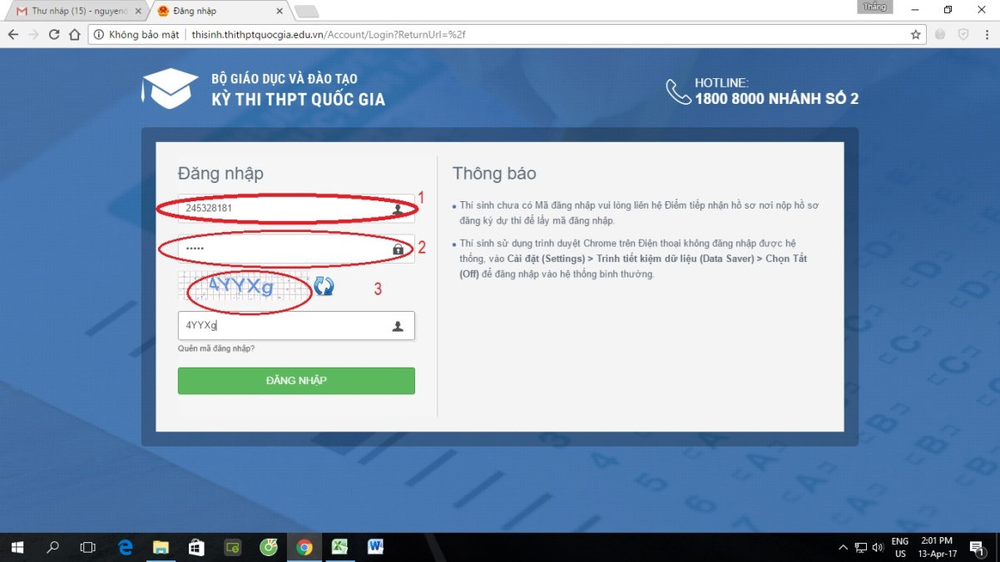 Thư nháp (15) - nguyend
Đăng nhập
Thắng
Không bảo mật
thisinh.thithptquocgia.edu.vn/Account/Login?ReturnUrl=%2f
BỘ GIÁO DỤC VÀ ĐÀO TẠO
KỲ THI THPT QUỐC GIA
HOTLINE:
1800 8000 NHÁNH SỐ 2
Đăng nhập
245328181
1
•••••
2
4YYXg
3
4YYXg
Quên mã đăng nhập?
ĐĂNG NHẬP
Thông báo
Thí sinh chưa có Mã đăng nhập vui lòng liên hệ Điểm tiếp nhận hồ sơ nơi nộp hồ sơ
đăng ký dự thi để lấy mã đăng nhập.
Thí sinh sử dụng trình duyệt Chrome trên Điện thoại không đăng nhập được hệ
thống, vào Cài đặt (Settings) > Trình tiết kiệm dữ liệu (Data Saver) > Chọn Tắt
(Off) để đăng nhập vào hệ thống bình thường.
ENG
US
2:01 PM
13-Apr-17
1